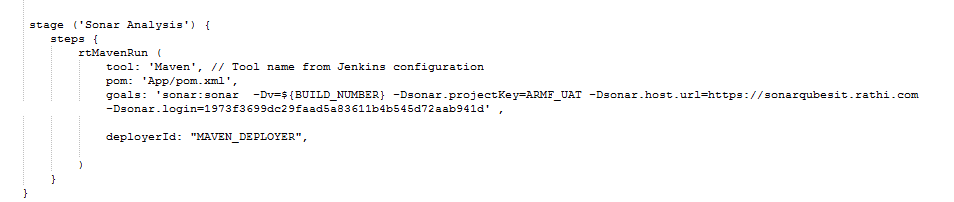 stage ('Sonar Analysis') {
steps {
rtMavenRun (
tool: 'Maven', // Tool name from Jenkins configuration
pom: 'App/pom.xml',
goals: 'sonar:sonar  -Dv=${BUILD_NUMBER} -Dsonar.projectKey=ARMF_UAT -Dsonar.host.url=https://sonarqubesit.rathi.com
-Dsonar.login=1973f3699dc29faad5a83611b4b545d72aab941d' ,
deployerId: "MAVEN_DEPLOYER",
)
}
}